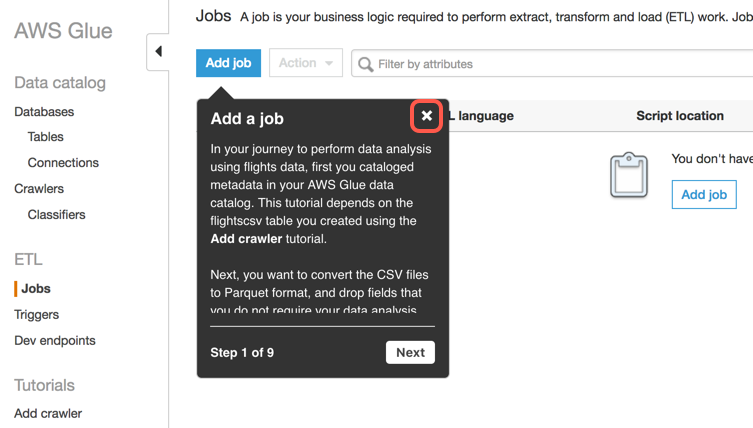 AWS Glue
Data catalog
Databases
Tables
Connections
Crawlers
Classifiers
ETL
Jobs
Triggers
Dev endpoints
Tutorials
Add crawler
Jobs A job is your business logic required to perform extract, transform and load (ETL) work. Job
Add job Action Filter by attributes
L language Script location
Add a job
In your journey to perform data analysis
using flights data, first you cataloged
metadata in your AWS Glue data
catalog. This tutorial depends on the
flightscsv table you created using the
Add crawler tutorial.
Next, you want to convert the CSV files
to Parquet format, and drop fields that
you do not require your data analysis
Step 1 of 9 Next
You don't have
Add job